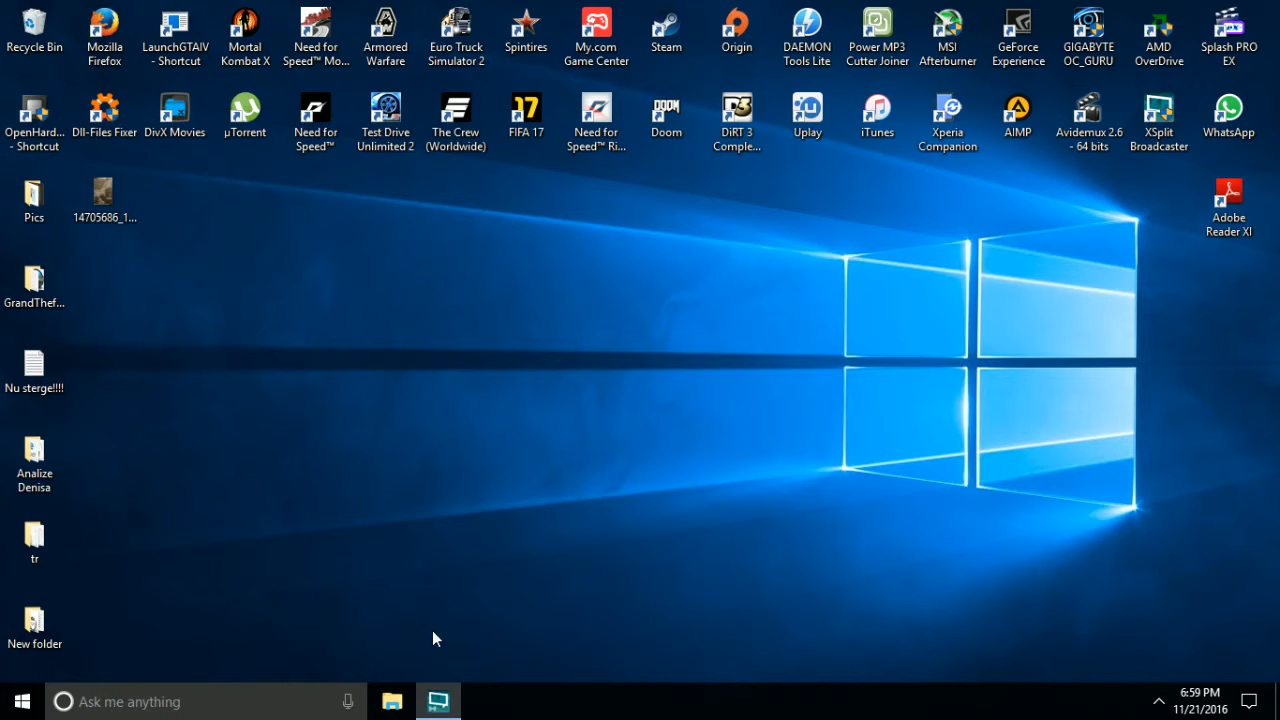 Recycle Bin
Mozilla
Firefox
LaunchGTAIV
- Shortcut
Mortal
Kombat X
Need for
Speed™ Mo...
Armored
Warfare
Euro Truck
Simulator 2
Spintires
My.com
Game Center
Steam
Origin
DAEMON
Tools Lite
Power MP3
Cutter Joiner
MSI
Afterburner
GeForce
Experience
GIGABYTE
OC_GURU
AMD
OverDrive
Splash PRO
EX
OpenHard...
- Shortcut
Dll-Files Fixer
DivX Movies
µTorrent
Need for
Speed™
Test Drive
Unlimited 2
The Crew
(Worldwide)
17
FIFA 17
Need for
Speed™ Ri...
DOOM
Doom
D3
DiRT 3
Comple...
Uplay
iTunes
Xperia
Companion
AIMP
Avidemux 2.6
- 64 bits
XSplit
Broadcaster
WhatsApp
Pics
14705686_1...
Adobe
Reader XI
GrandThef...
Nu sterge!!!!
Analize
Denisa
tr
New folder
Ask me anything
6:59 PM
11/21/2016